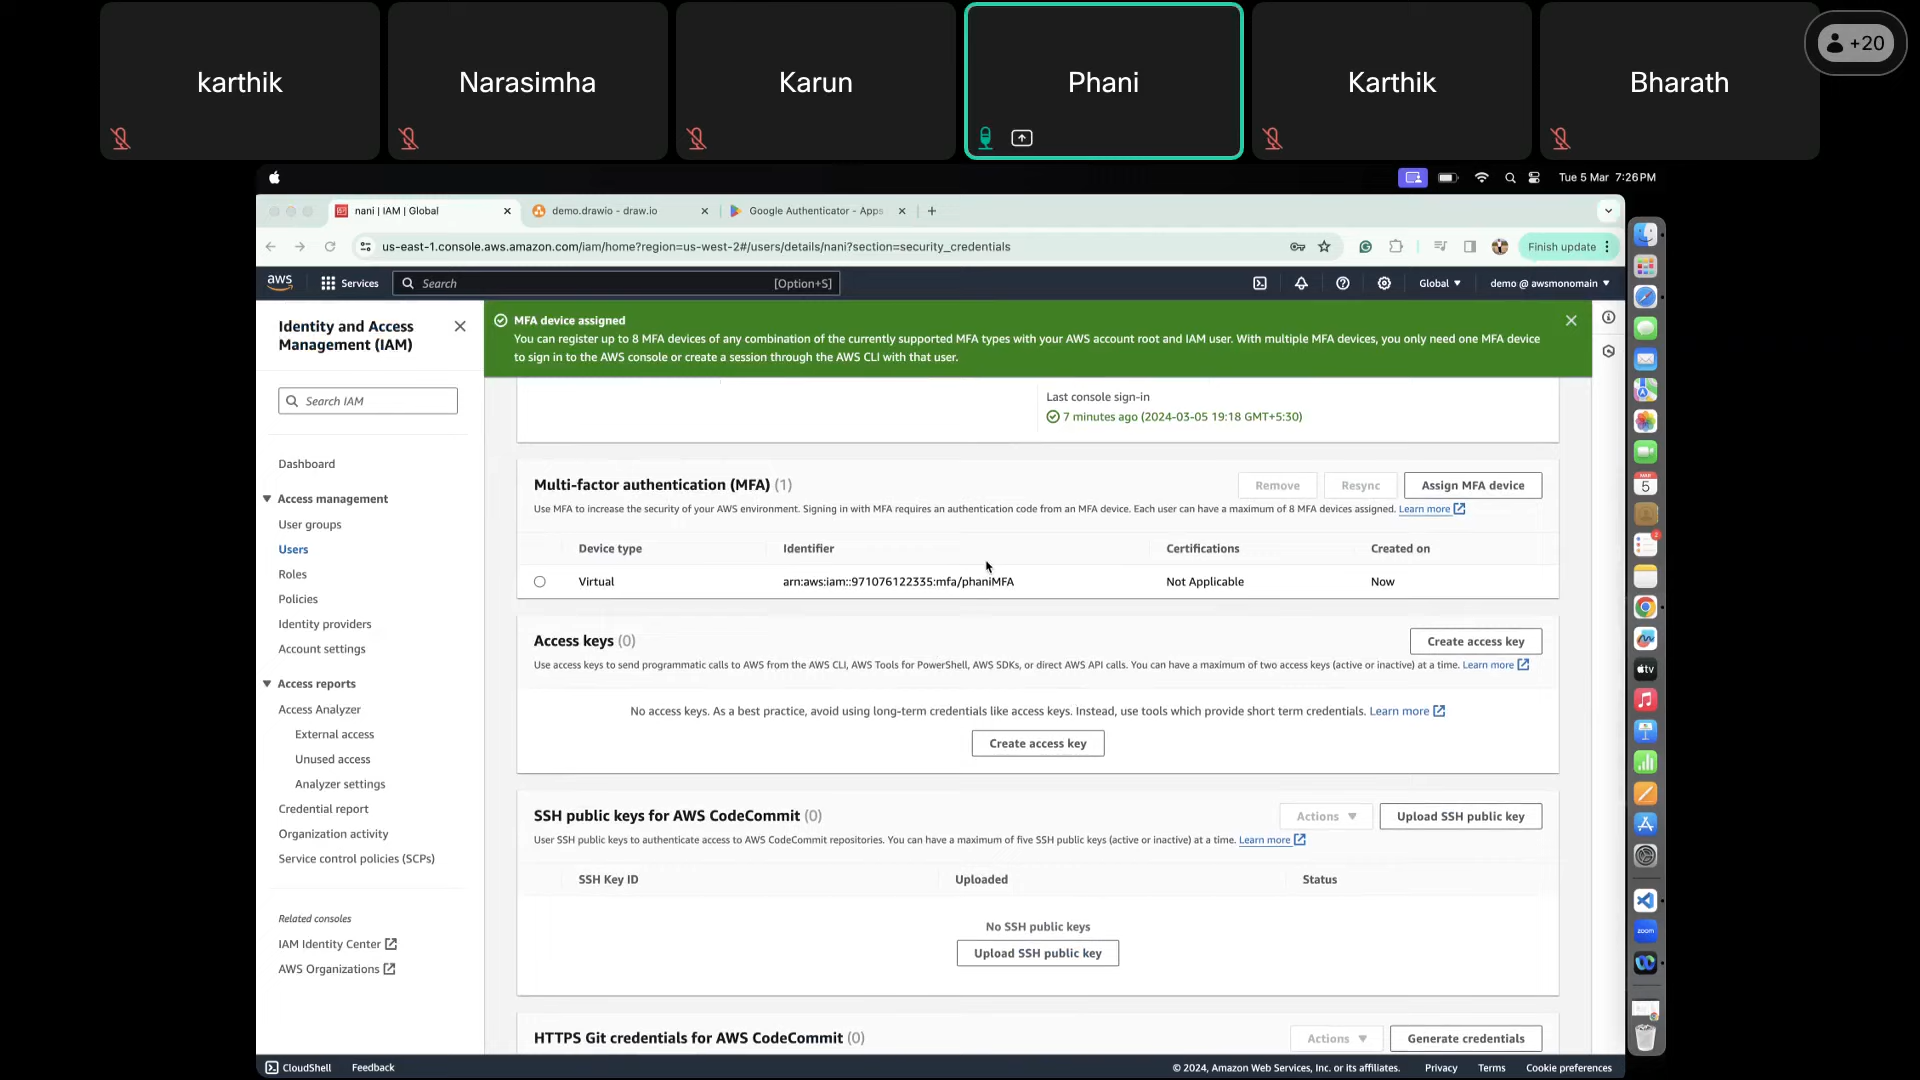 karthik
Narasimha
Karun
Phani
Karthik
Bharath
+20
Tue 5 Mar 7:26PM
nani | IAM | Global
demo.drawio - draw.io
Google Authenticator - Apps
us-east-1.console.aws.amazon.com/iam/home?region=us-west-2#/users/details/nani?section=security_credentials
Finish update
aws
Services
Search
[Option+S]
Global
demo @ awsmonomain
Identity and Access
Management (IAM)
Search IAM
Dashboard
Access management
User groups
Users
Roles
Policies
Identity providers
Account settings
Access reports
Access Analyzer
External access
Unused access
Analyzer settings
Credential report
Organization activity
Service control policies (SCPs)
Related consoles
IAM Identity Center
AWS Organizations
MFA device assigned
You can register up to 8 MFA devices of any combination of the currently supported MFA types with your AWS account root and IAM user. With multiple MFA devices, you only need one MFA device
to sign in to the AWS console or create a session through the AWS CLI with that user.
Last console sign-in
7 minutes ago (2024-03-05 19:18 GMT+5:30)
Multi-factor authentication (MFA) (1)
Remove
Resync
Assign MFA device
Use MFA to increase the security of your AWS environment. Signing in with MFA requires an authentication code from an MFA device. Each user can have a maximum of 8 MFA devices assigned. Learn more
Device type
Identifier
Certifications
Created on
Virtual
arn:aws:iam::971076122335:mfa/phaniMFA
Not Applicable
Now
Access keys (0)
Create access key
Use access keys to send programmatic calls to AWS from the AWS CLI, AWS Tools for PowerShell, AWS SDKs, or direct AWS API calls. You can have a maximum of two access keys (active or inactive) at a time. Learn more
No access keys. As a best practice, avoid using long-term credentials like access keys. Instead, use tools which provide short term credentials. Learn more
Create access key
SSH public keys for AWS CodeCommit (0)
Actions
Upload SSH public key
User SSH public keys to authenticate access to AWS CodeCommit repositories. You can have a maximum of five SSH public keys (active or inactive) at a time. Learn more
SSH Key ID
Uploaded
Status
No SSH public keys
Upload SSH public key
HTTPS Git credentials for AWS CodeCommit (0)
Actions
Generate credentials
CloudShell
Feedback
© 2024, Amazon Web Services, Inc. or its affiliates.
Privacy
Terms
Cookie preferences
5
tv
zoom